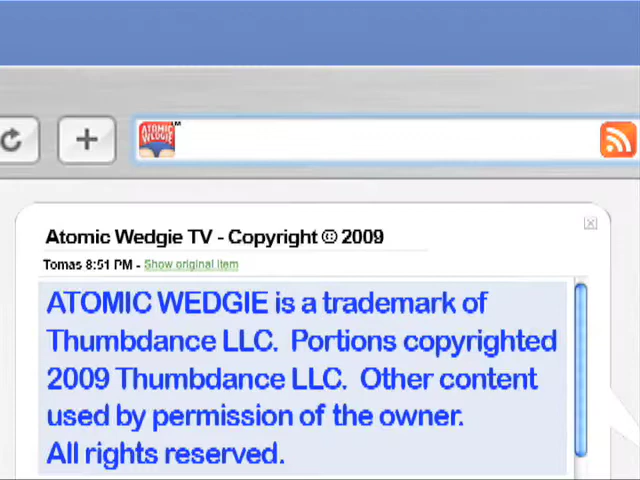 ATOMIC WEDGIE TM
Atomic Wedgie TV - Copyright © 2009
Tomas 8:51 PM - Show original item
ATOMIC WEDGIE is a trademark of
Thumbdance LLC. Portions copyrighted
2009 Thumbdance LLC. Other content
used by permission of the owner.
All rights reserved.